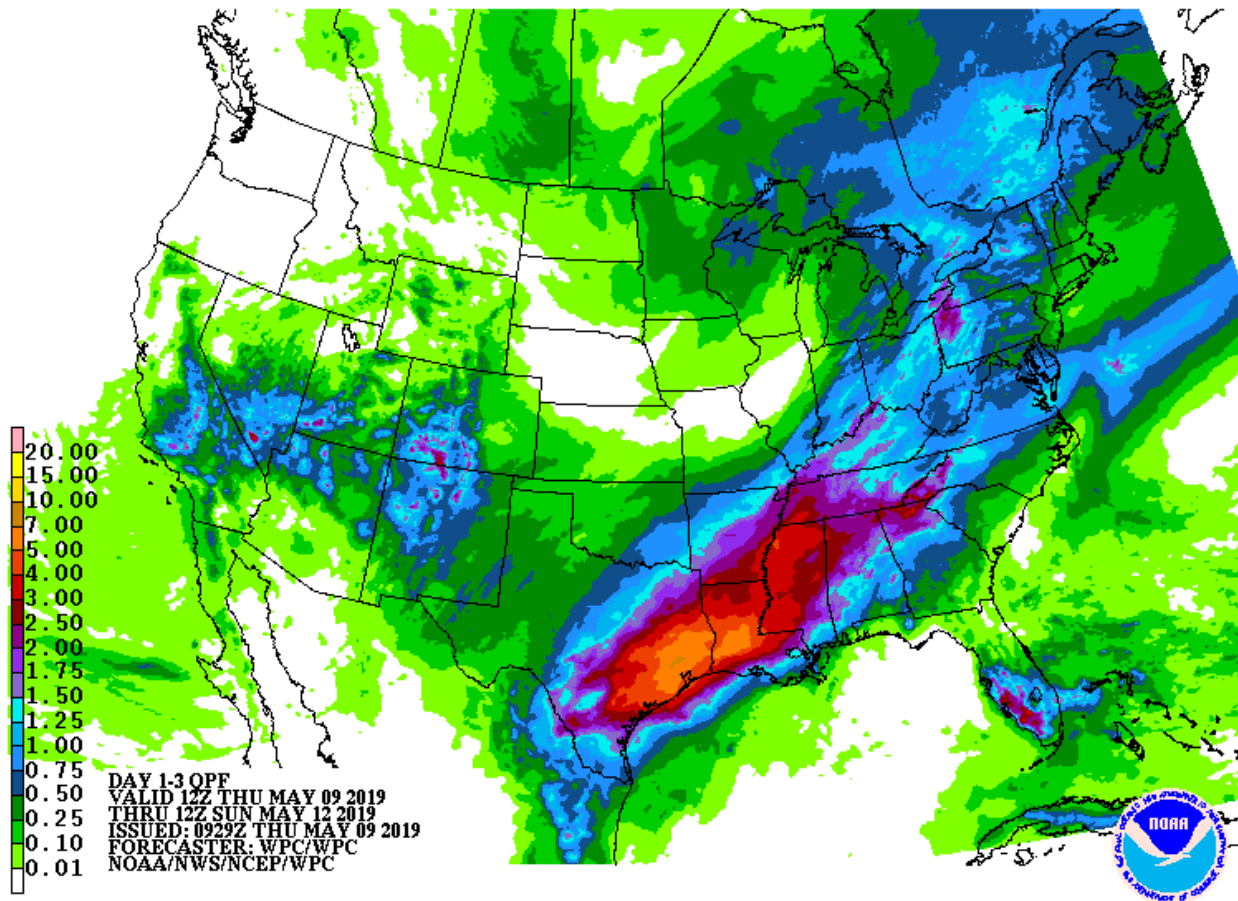 20.00
15.00
10.00
7.00
5.00
4.00
3.00
2.50
2.00
1.75
1.50
1.25
1.00
0.75
0.50
0.25
0.10
0.01
DAY 1-3 QPF
VALID 12Z THU MAY 09 2019
THRU 12Z SUN MAY 12 2019
ISSUED: 0929Z THU MAY 09 2019
FORECASTER: WPC/WPC
NOAA/NWS/NCEP/WPC
NOAA